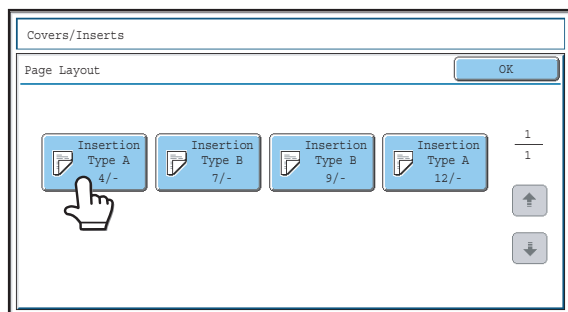 Covers/Inserts
Page Layout
OK
Insertion
Type A
4/-
Insertion
Type B
7/-
Insertion
Type B
9/-
Insertion
Type A
12/-
1
1